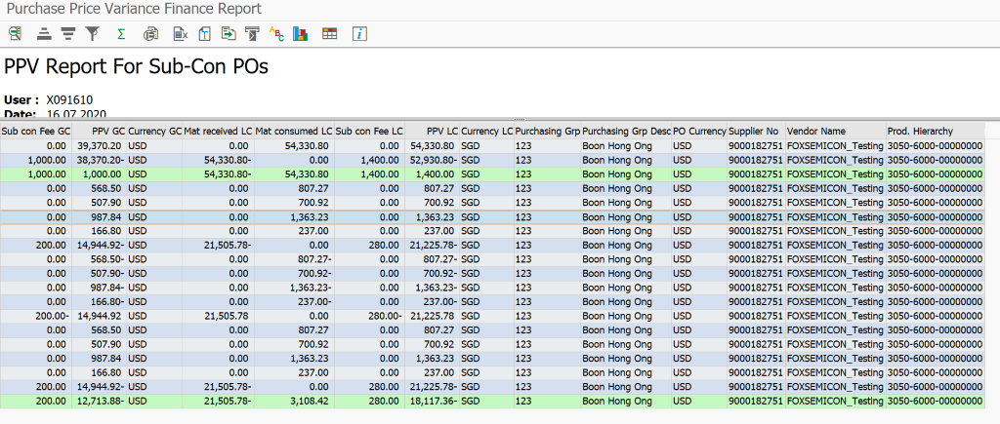 Purchase Price Variance Finance Report
PPV Report For Sub-Con POs
User : X091610
Date: 16.07.2020
Sub con Fee GC PPV GC Currency GC Mat received LC Mat consumed LC Sub con Fee LC PPV LC Currency LC Purchasing Grp Purchasing Grp Desc PO Currency Supplier No Vendor Name Prod. Hierarchy
0.00 39,370.20 USD 0.00 54,330.80 0.00 54,330.80 SGD 123 Boon Hong Ong USD 9000182751 FOXSEMICON_Testing 3050-6000-00000000
1,000.00 38,370.20- USD 54,330.80- 0.00 1,400.00 52,930.80- SGD 123 Boon Hong Ong USD 9000182751 FOXSEMICON_Testing 3050-6000-00000000
1,000.00 1,000.00 USD 54,330.80- 54,330.80 1,400.00 1,400.00 SGD 123 Boon Hong Ong USD 9000182751 FOXSEMICON_Testing 3050-6000-00000000
0.00 568.50 USD 0.00 807.27 0.00 807.27 SGD 123 Boon Hong Ong USD 9000182751 FOXSEMICON_Testing 3050-6000-00000000
0.00 507.90 USD 0.00 700.92 0.00 700.92 SGD 123 Boon Hong Ong USD 9000182751 FOXSEMICON_Testing 3050-6000-00000000
0.00 987.84 USD 0.00 1,363.23 0.00 1,363.23 SGD 123 Boon Hong Ong USD 9000182751 FOXSEMICON_Testing 3050-6000-00000000
0.00 166.80 USD 0.00 237.00 0.00 237.00 SGD 123 Boon Hong Ong USD 9000182751 FOXSEMICON_Testing 3050-6000-00000000
200.00 14,944.92- USD 21,505.78- 0.00 280.00 21,225.78- SGD 123 Boon Hong Ong USD 9000182751 FOXSEMICON_Testing 3050-6000-00000000
0.00 568.50- USD 0.00 807.27- 0.00 807.27- SGD 123 Boon Hong Ong USD 9000182751 FOXSEMICON_Testing 3050-6000-00000000
0.00 507.90- USD 0.00 700.92- 0.00 700.92- SGD 123 Boon Hong Ong USD 9000182751 FOXSEMICON_Testing 3050-6000-00000000
0.00 987.84- USD 0.00 1,363.23- 0.00 1,363.23- SGD 123 Boon Hong Ong USD 9000182751 FOXSEMICON_Testing 3050-6000-00000000
0.00 166.80- USD 0.00 237.00- 0.00 237.00- SGD 123 Boon Hong Ong USD 9000182751 FOXSEMICON_Testing 3050-6000-00000000
200.00- 14,944.92 USD 21,505.78 0.00 280.00- 21,225.78 SGD 123 Boon Hong Ong USD 9000182751 FOXSEMICON_Testing 3050-6000-00000000
0.00 568.50 USD 0.00 807.27 0.00 807.27 SGD 123 Boon Hong Ong USD 9000182751 FOXSEMICON_Testing 3050-6000-00000000
0.00 507.90 USD 0.00 700.92 0.00 700.92 SGD 123 Boon Hong Ong USD 9000182751 FOXSEMICON_Testing 3050-6000-00000000
0.00 987.84 USD 0.00 1,363.23 0.00 1,363.23 SGD 123 Boon Hong Ong USD 9000182751 FOXSEMICON_Testing 3050-6000-00000000
0.00 166.80 USD 0.00 237.00 0.00 237.00 SGD 123 Boon Hong Ong USD 9000182751 FOXSEMICON_Testing 3050-6000-00000000
200.00 14,944.92- USD 21,505.78- 0.00 280.00 21,225.78- SGD 123 Boon Hong Ong USD 9000182751 FOXSEMICON_Testing 3050-6000-00000000
200.00 12,713.88- USD 21,505.78- 3,108.42 280.00 18,117.36- SGD 123 Boon Hong Ong USD 9000182751 FOXSEMICON_Testing 3050-6000-00000000